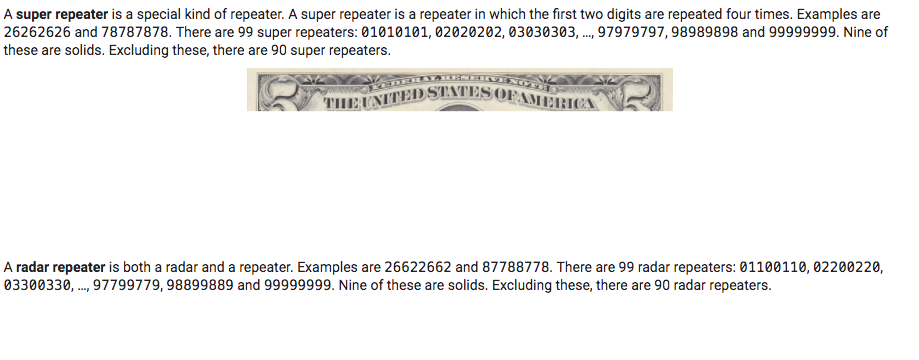 A super repeater is a special kind of repeater. A super repeater is a repeater in which the first two digits are repeated four times. Examples are
26262626 and 78787878. There are 99 super repeaters: 01010101, 02020202, 03030303, …, 97979797, 98989898 and 99999999. Nine of
these are solids. Excluding these, there are 90 super repeaters.
FEDERAL RESERVE NOTE
THE UNITED STATES OF AMERICA
5 5
A radar repeater is both a radar and a repeater. Examples are 26622662 and 87788778. There are 99 radar repeaters: 01100110, 02200220,
03300330, …, 97799779, 98899889 and 99999999. Nine of these are solids. Excluding these, there are 90 radar repeaters.